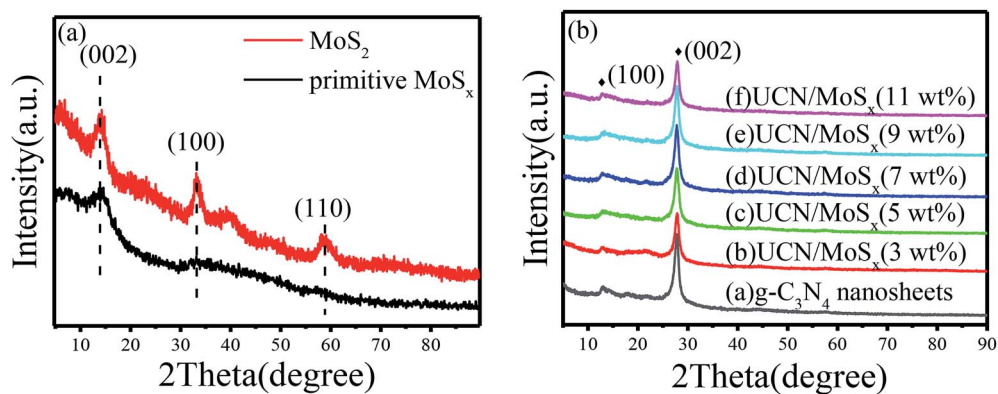 (a)
MoS₂
primitive MoSₓ
(002)
(100)
(110)
Intensity(a.u.)
10 20 30 40 50 60 70 80
2Theta(degree)
(b)
♦(002)
♦(100)
(f)UCN/MoSₓ(11 wt%)
(e)UCN/MoSₓ(9 wt%)
(d)UCN/MoSₓ(7 wt%)
(c)UCN/MoSₓ(5 wt%)
(b)UCN/MoSₓ(3 wt%)
(a)g-C₃N₄ nanosheets
Intensity(a.u.)
10 20 30 40 50 60 70 80 90
2Theta(degree)